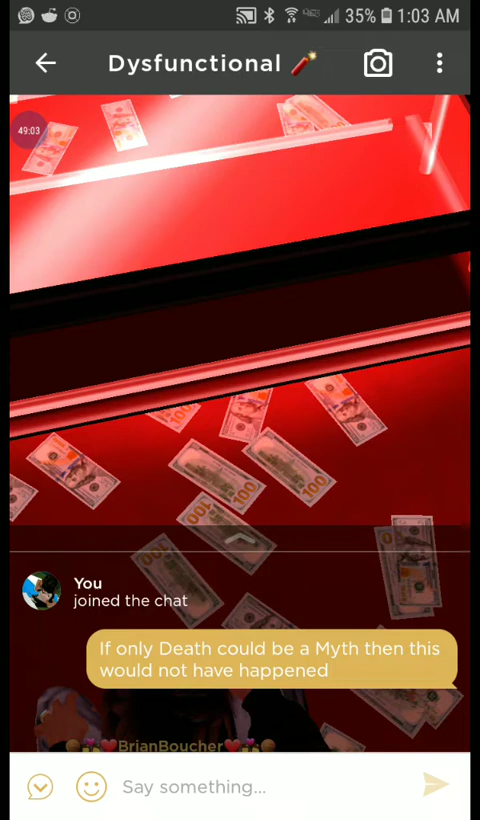 35% 1:03 AM
Dysfunctional 🧨
49:03
100
100
100
100
You
joined the chat
If only Death could be a Myth then this
would not have happened
BrianBoucher
Say something...